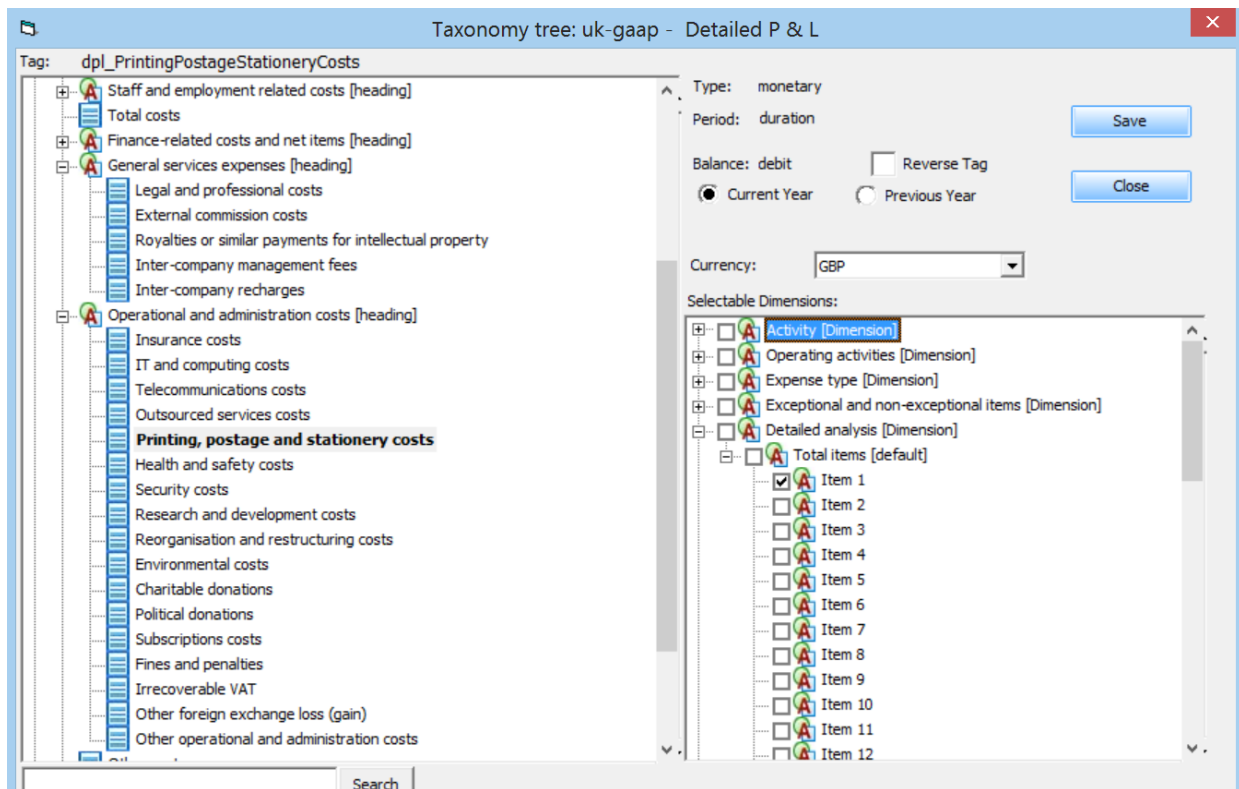 Taxonomy tree: uk-gaap - Detailed P & L
Tag: dpl_PrintingPostageStationeryCosts
Staff and employment related costs [heading]
Total costs
Finance-related costs and net items [heading]
General services expenses [heading]
Legal and professional costs
External commission costs
Royalties or similar payments for intellectual property
Inter-company management fees
Inter-company recharges
Operational and administration costs [heading]
Insurance costs
IT and computing costs
Telecommunications costs
Outsourced services costs
Printing, postage and stationery costs
Health and safety costs
Security costs
Research and development costs
Reorganisation and restructuring costs
Environmental costs
Charitable donations
Political donations
Subscriptions costs
Fines and penalties
Irrecoverable VAT
Other foreign exchange loss (gain)
Other operational and administration costs
Search
Type: monetary
Period: duration
Save
Balance: debit
Reverse Tag
Current Year
Previous Year
Close
Currency: GBP
Selectable Dimensions:
Activity [Dimension]
Operating activities [Dimension]
Expense type [Dimension]
Exceptional and non-exceptional items [Dimension]
Detailed analysis [Dimension]
Total items [default]
Item 1
Item 2
Item 3
Item 4
Item 5
Item 6
Item 7
Item 8
Item 9
Item 10
Item 11
Item 12